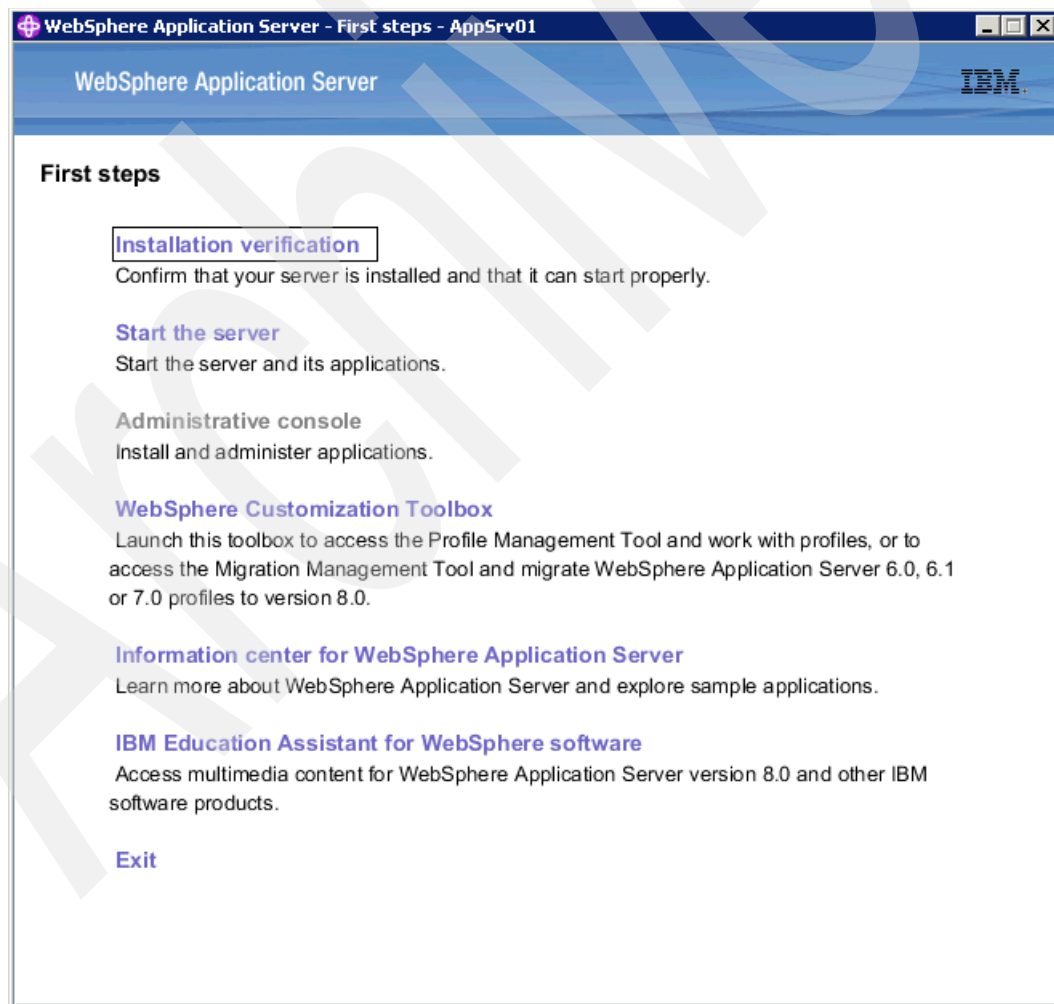 WebSphere Application Server - First steps - AppSrv01
WebSphere Application Server
IBM.
First steps
Installation verification
Confirm that your server is installed and that it can start properly.
Start the server
Start the server and its applications.
Administrative console
Install and administer applications.
WebSphere Customization Toolbox
Launch this toolbox to access the Profile Management Tool and work with profiles, or to
access the Migration Management Tool and migrate WebSphere Application Server 6.0, 6.1
or 7.0 profiles to version 8.0.
Information center for WebSphere Application Server
Learn more about WebSphere Application Server and explore sample applications.
IBM Education Assistant for WebSphere software
Access multimedia content for WebSphere Application Server version 8.0 and other IBM
software products.
Exit